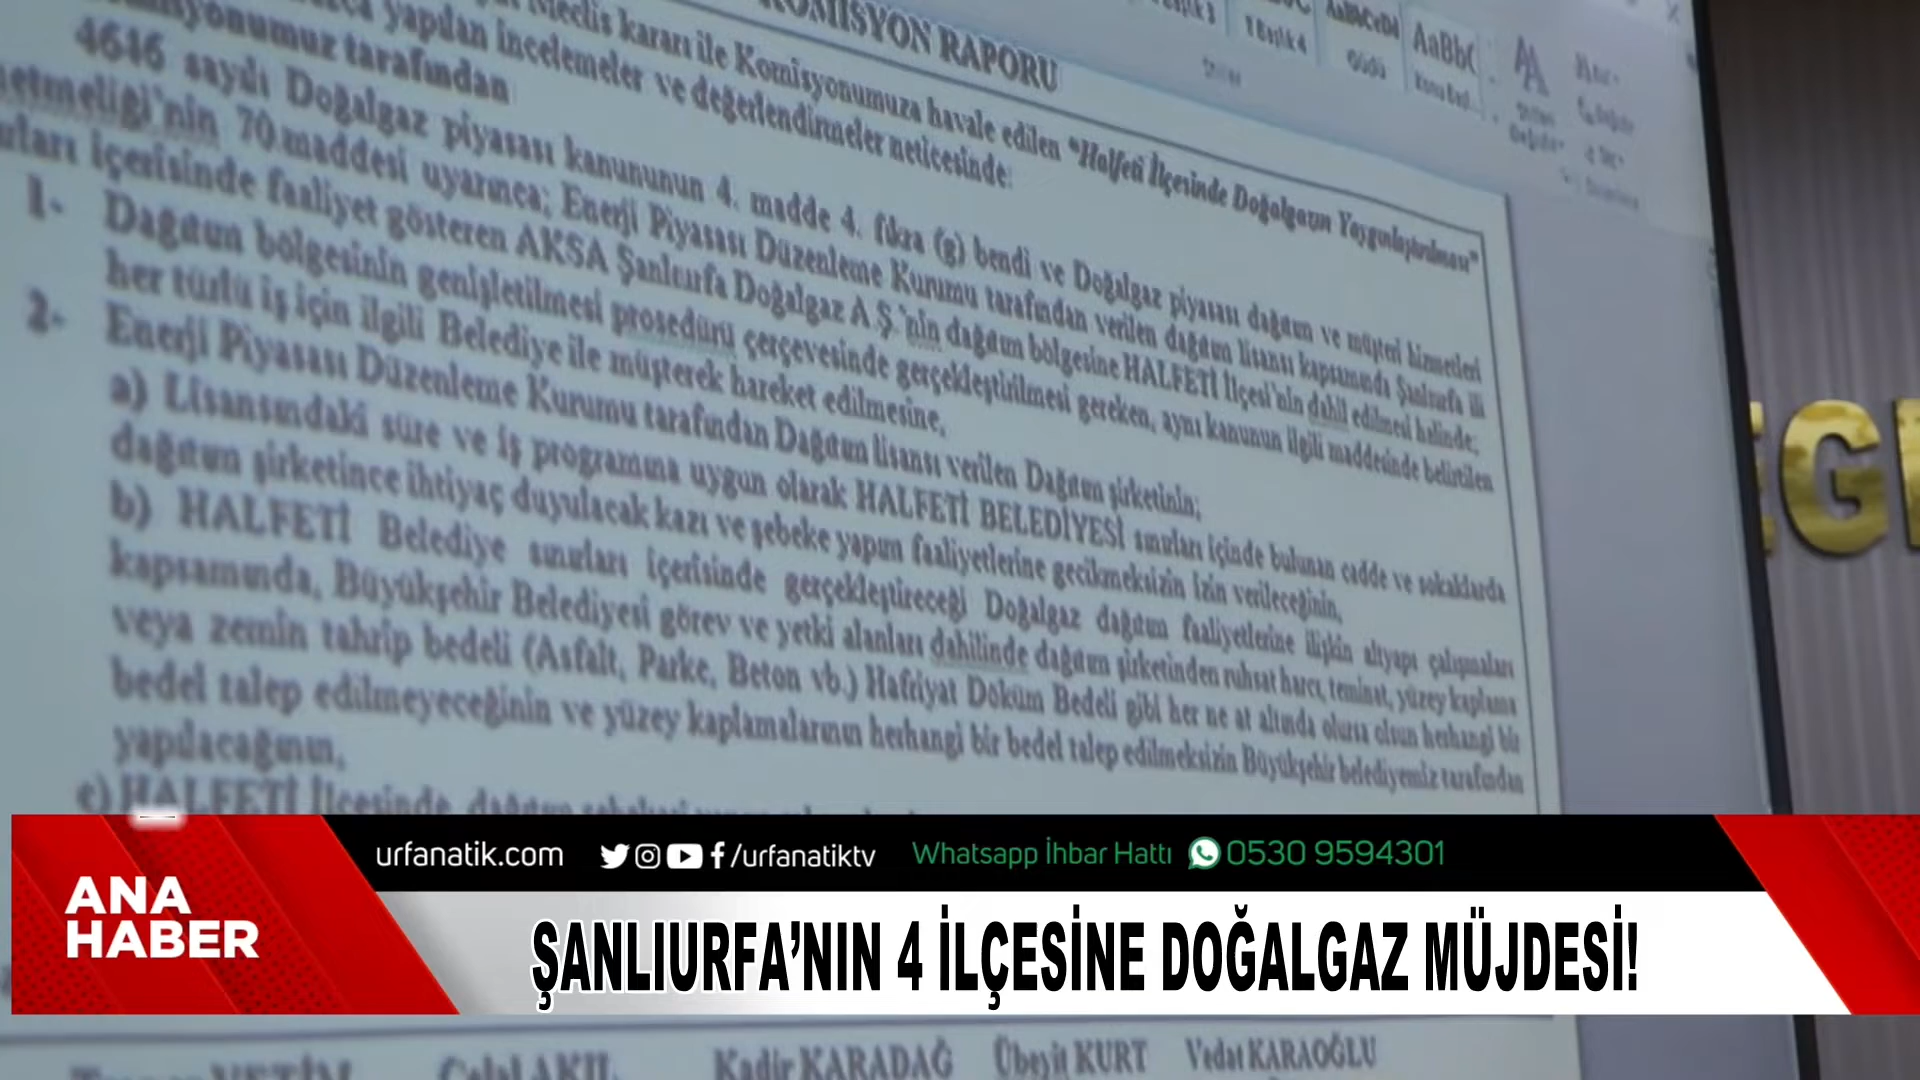 KOMİSYON RAPORU
Meclis kararı ile Komisyonumuza havale edilen "Halfeti İlçesinde Doğalgazın Yaygınlaştırılması"
yapılan incelemeler ve değerlendirmeler neticesinde:
tarafından
4646 sayılı Doğalgaz piyasası kanununun 4. madde 4. fıkra (g) bendi ve Doğalgaz piyasası dağıtım ve müşteri hizmetleri
70.maddesi uyarınca; Enerji Piyasası Düzenleme Kurumu tarafından verilen dağıtım lisansı kapsamında Şanlıurfa ili
içerisinde faaliyet gösteren AKSA Şanlıurfa Doğalgaz A.Ş.'nin dağıtım bölgesine HALFETİ İlçesi'nin dahil edilmesi halinde;
1- Dağıtım bölgesinin genişletilmesi prosedürü çerçevesinde gerçekleştirilmesi gereken, aynı kanunun ilgili maddesinde belirtilen
her türlü iş için ilgili Belediye ile müşterek hareket edilmesine,
2- Enerji Piyasası Düzenleme Kurumu tarafından Dağıtım lisansı verilen Dağıtım şirketinin;
a) Lisansındaki süre ve iş programına uygun olarak HALFETİ BELEDİYESİ sınırları içinde bulunan cadde ve sokaklarda
dağıtım şirketince ihtiyaç duyulacak kazı ve şebeke yapım faaliyetlerine gecikmeksizin izin verileceğinin,
b) HALFETİ Belediye sınırları içerisinde gerçekleştireceği Doğalgaz dağıtım faaliyetlerine ilişkin altyapı çalışmaları
kapsamında, Büyükşehir Belediyesi görev ve yetki alanları dahilinde dağıtım şirketinden ruhsat harcı, teminat, yüzey kaplama
veya zemin tahrip bedeli (Asfalt, Parke, Beton vb.) Hafriyat Döküm Bedeli gibi her ne at altında olursa olsun herhangi bir
bedel talep edilmeyeceğinin ve yüzey kaplamalarının herhangi bir bedel talep edilmeksizin Büyükşehir belediyemiz tarafından
yapılacağının,
c) HALFETİ İlçesinde, dağıtım
urfanatik.com /urfanatiktv Whatsapp İhbar Hattı 0530 9594301
ANA
HABER
ŞANLIURFA'NIN 4 İLÇESİNE DOĞALGAZ MÜJDESİ!
Celal AKIL Kadir KARADAĞ Übeyit KURT Vedat KARAOĞLU